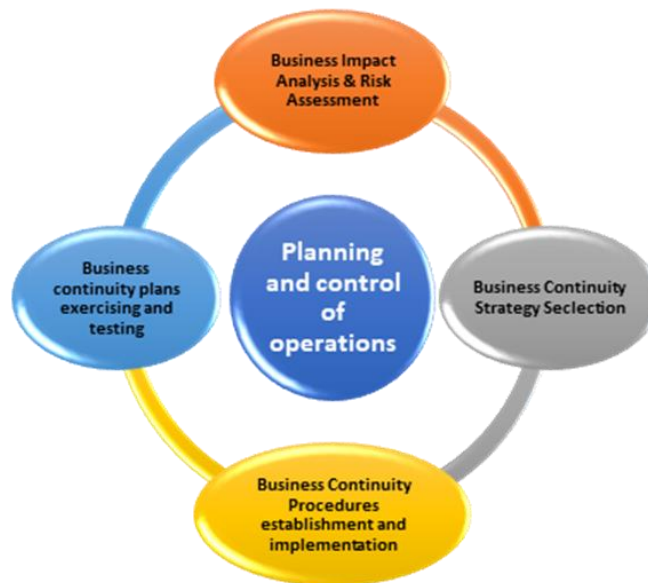 Business Impact
Analysis & Risk
Assessment
Planning
and control
of
operations
Business
continuity plans
exercising and
testing
Business Continuity
Strategy Seclection
Business Continuity
Procedures
establishment and
implementation